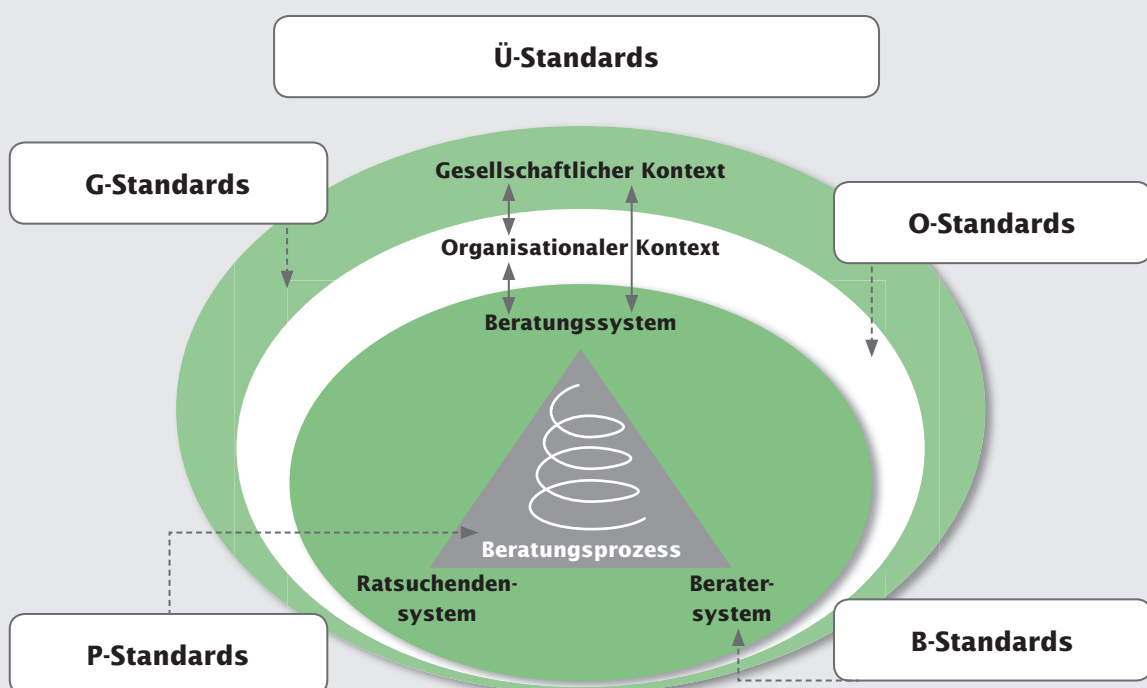 Ü-Standards
G-Standards
Gesellschaftlicher Kontext
O-Standards
Organisationaler Kontext
Beratungssystem
Beratungsprozess
Ratsuchenden-
system
Berater-
system
P-Standards
B-Standards